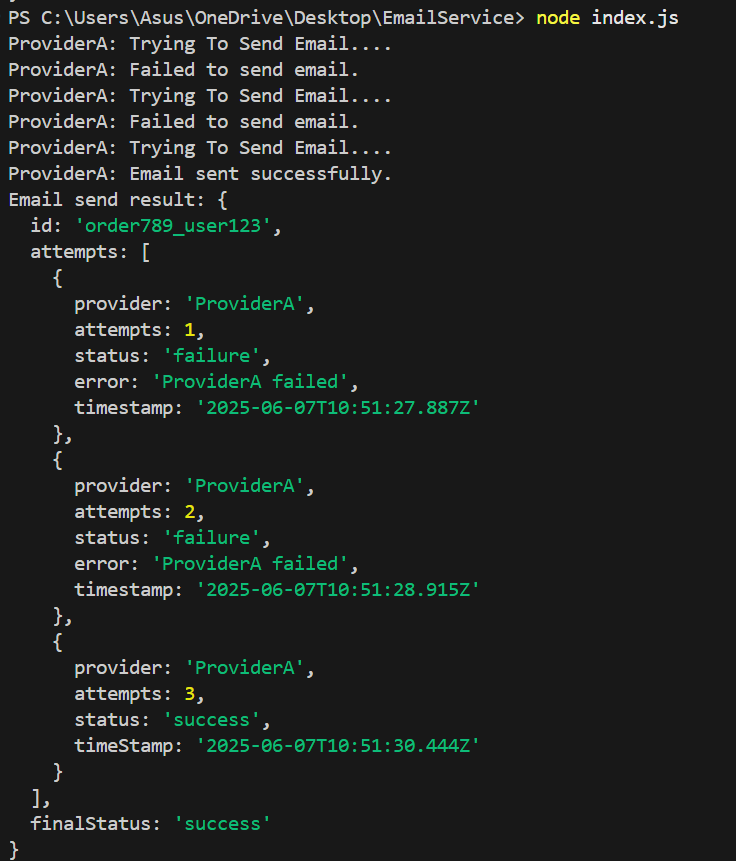 PS C:\Users\Asus\OneDrive\Desktop\EmailService> node index.js
ProviderA: Trying To Send Email....
ProviderA: Failed to send email.
ProviderA: Trying To Send Email....
ProviderA: Failed to send email.
ProviderA: Trying To Send Email....
ProviderA: Email sent successfully.
Email send result: {
  id: 'order789_user123',
  attempts: [
    {
      provider: 'ProviderA',
      attempts: 1,
      status: 'failure',
      error: 'ProviderA failed',
      timestamp: '2025-06-07T10:51:27.887Z'
    },
    {
      provider: 'ProviderA',
      attempts: 2,
      status: 'failure',
      error: 'ProviderA failed',
      timestamp: '2025-06-07T10:51:28.915Z'
    },
    {
      provider: 'ProviderA',
      attempts: 3,
      status: 'success',
      timeStamp: '2025-06-07T10:51:30.444Z'
    }
  ],
  finalStatus: 'success'
}